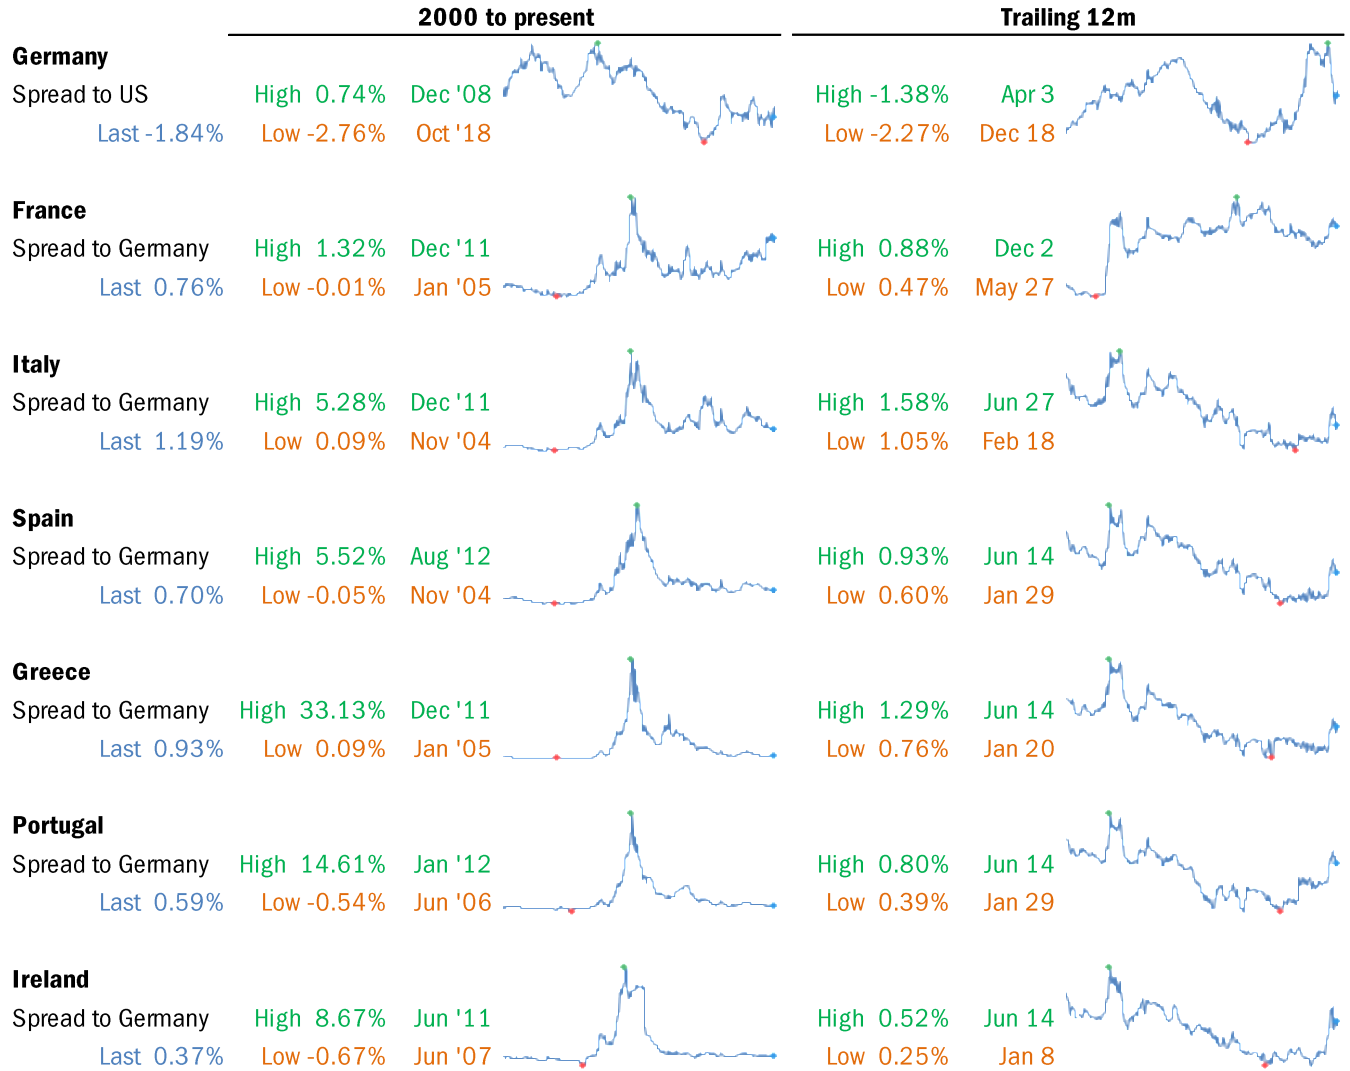 2000 to present Trailing 12m
Germany
Spread to US High 0.74% Dec '08 High -1.38% Apr 3
Last -1.84% Low -2.76% Oct '18 Low -2.27% Dec 18
France
Spread to Germany High 1.32% Dec '11 High 0.88% Dec 2
Last 0.76% Low -0.01% Jan '05 Low 0.47% May 27
Italy
Spread to Germany High 5.28% Dec '11 High 1.58% Jun 27
Last 1.19% Low 0.09% Nov '04 Low 1.05% Feb 18
Spain
Spread to Germany High 5.52% Aug '12 High 0.93% Jun 14
Last 0.70% Low -0.05% Nov '04 Low 0.60% Jan 29
Greece
Spread to Germany High 33.13% Dec '11 High 1.29% Jun 14
Last 0.93% Low 0.09% Jan '05 Low 0.76% Jan 20
Portugal
Spread to Germany High 14.61% Jan '12 High 0.80% Jun 14
Last 0.59% Low -0.54% Jun '06 Low 0.39% Jan 29
Ireland
Spread to Germany High 8.67% Jun '11 High 0.52% Jun 14
Last 0.37% Low -0.67% Jun '07 Low 0.25% Jan 8